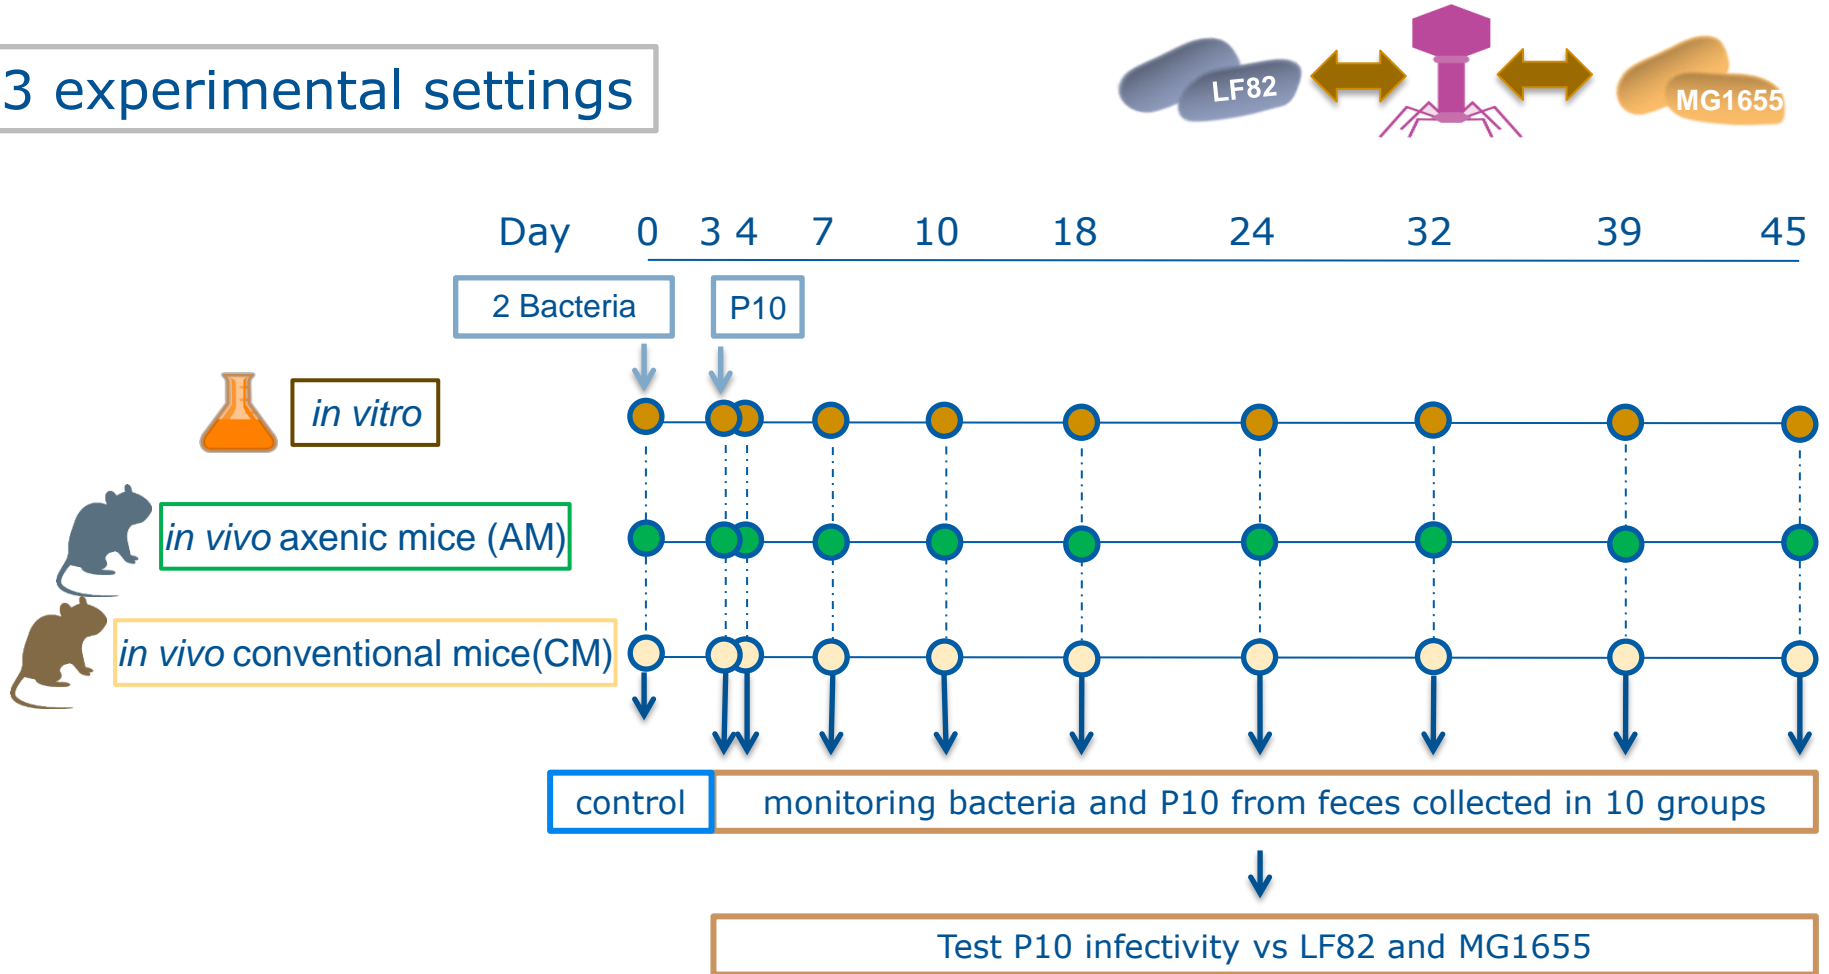 3 experimental settings
LF82
MG1655
Day 0 3 4 7 10 18 24 32 39 45
2 Bacteria
P10
in vitro
in vivo axenic mice (AM)
in vivo conventional mice(CM)
control
monitoring bacteria and P10 from feces collected in 10 groups
Test P10 infectivity vs LF82 and MG1655